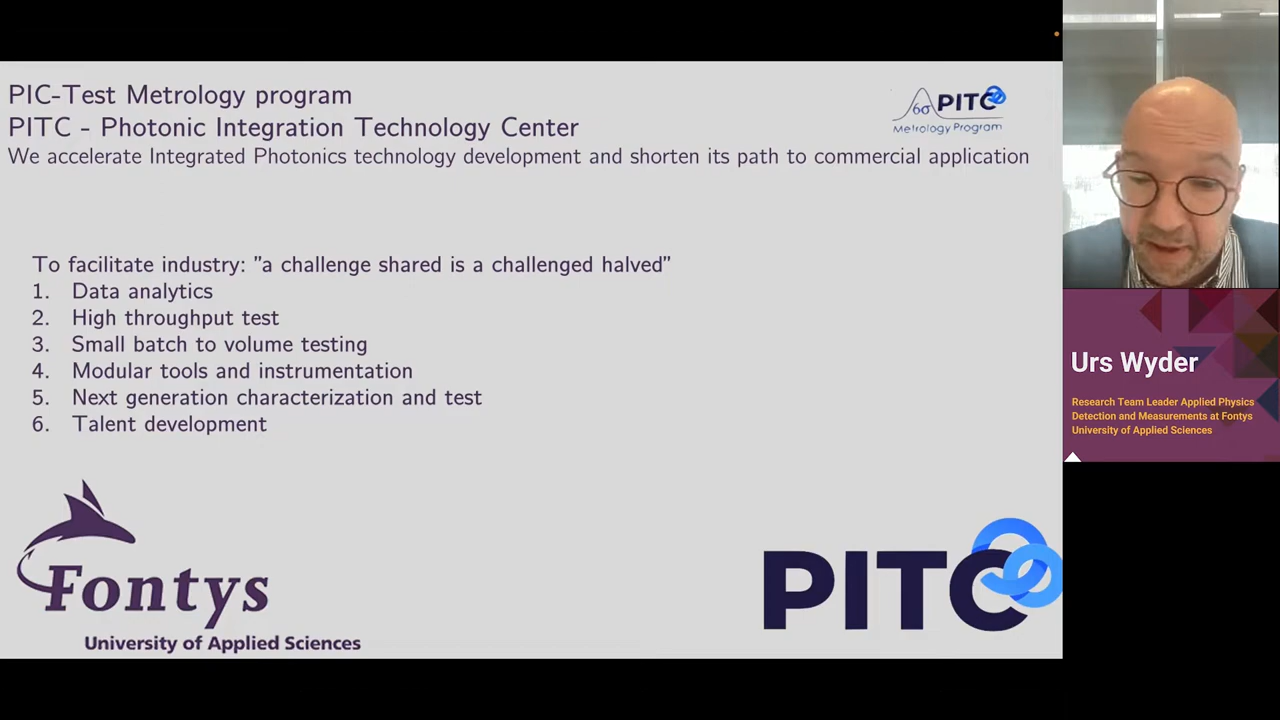 PIC-Test Metrology program
PITC - Photonic Integration Technology Center
We accelerate Integrated Photonics technology development and shorten its path to commercial application
6σ PITC
Metrology Program
To facilitate industry: "a challenge shared is a challenged halved"
1. Data analytics
2. High throughput test
3. Small batch to volume testing
4. Modular tools and instrumentation
5. Next generation characterization and test
6. Talent development
Fontys
University of Applied Sciences
PITC
Urs Wyder
Research Team Leader Applied Physics
Detection and Measurements at Fontys
University of Applied Sciences